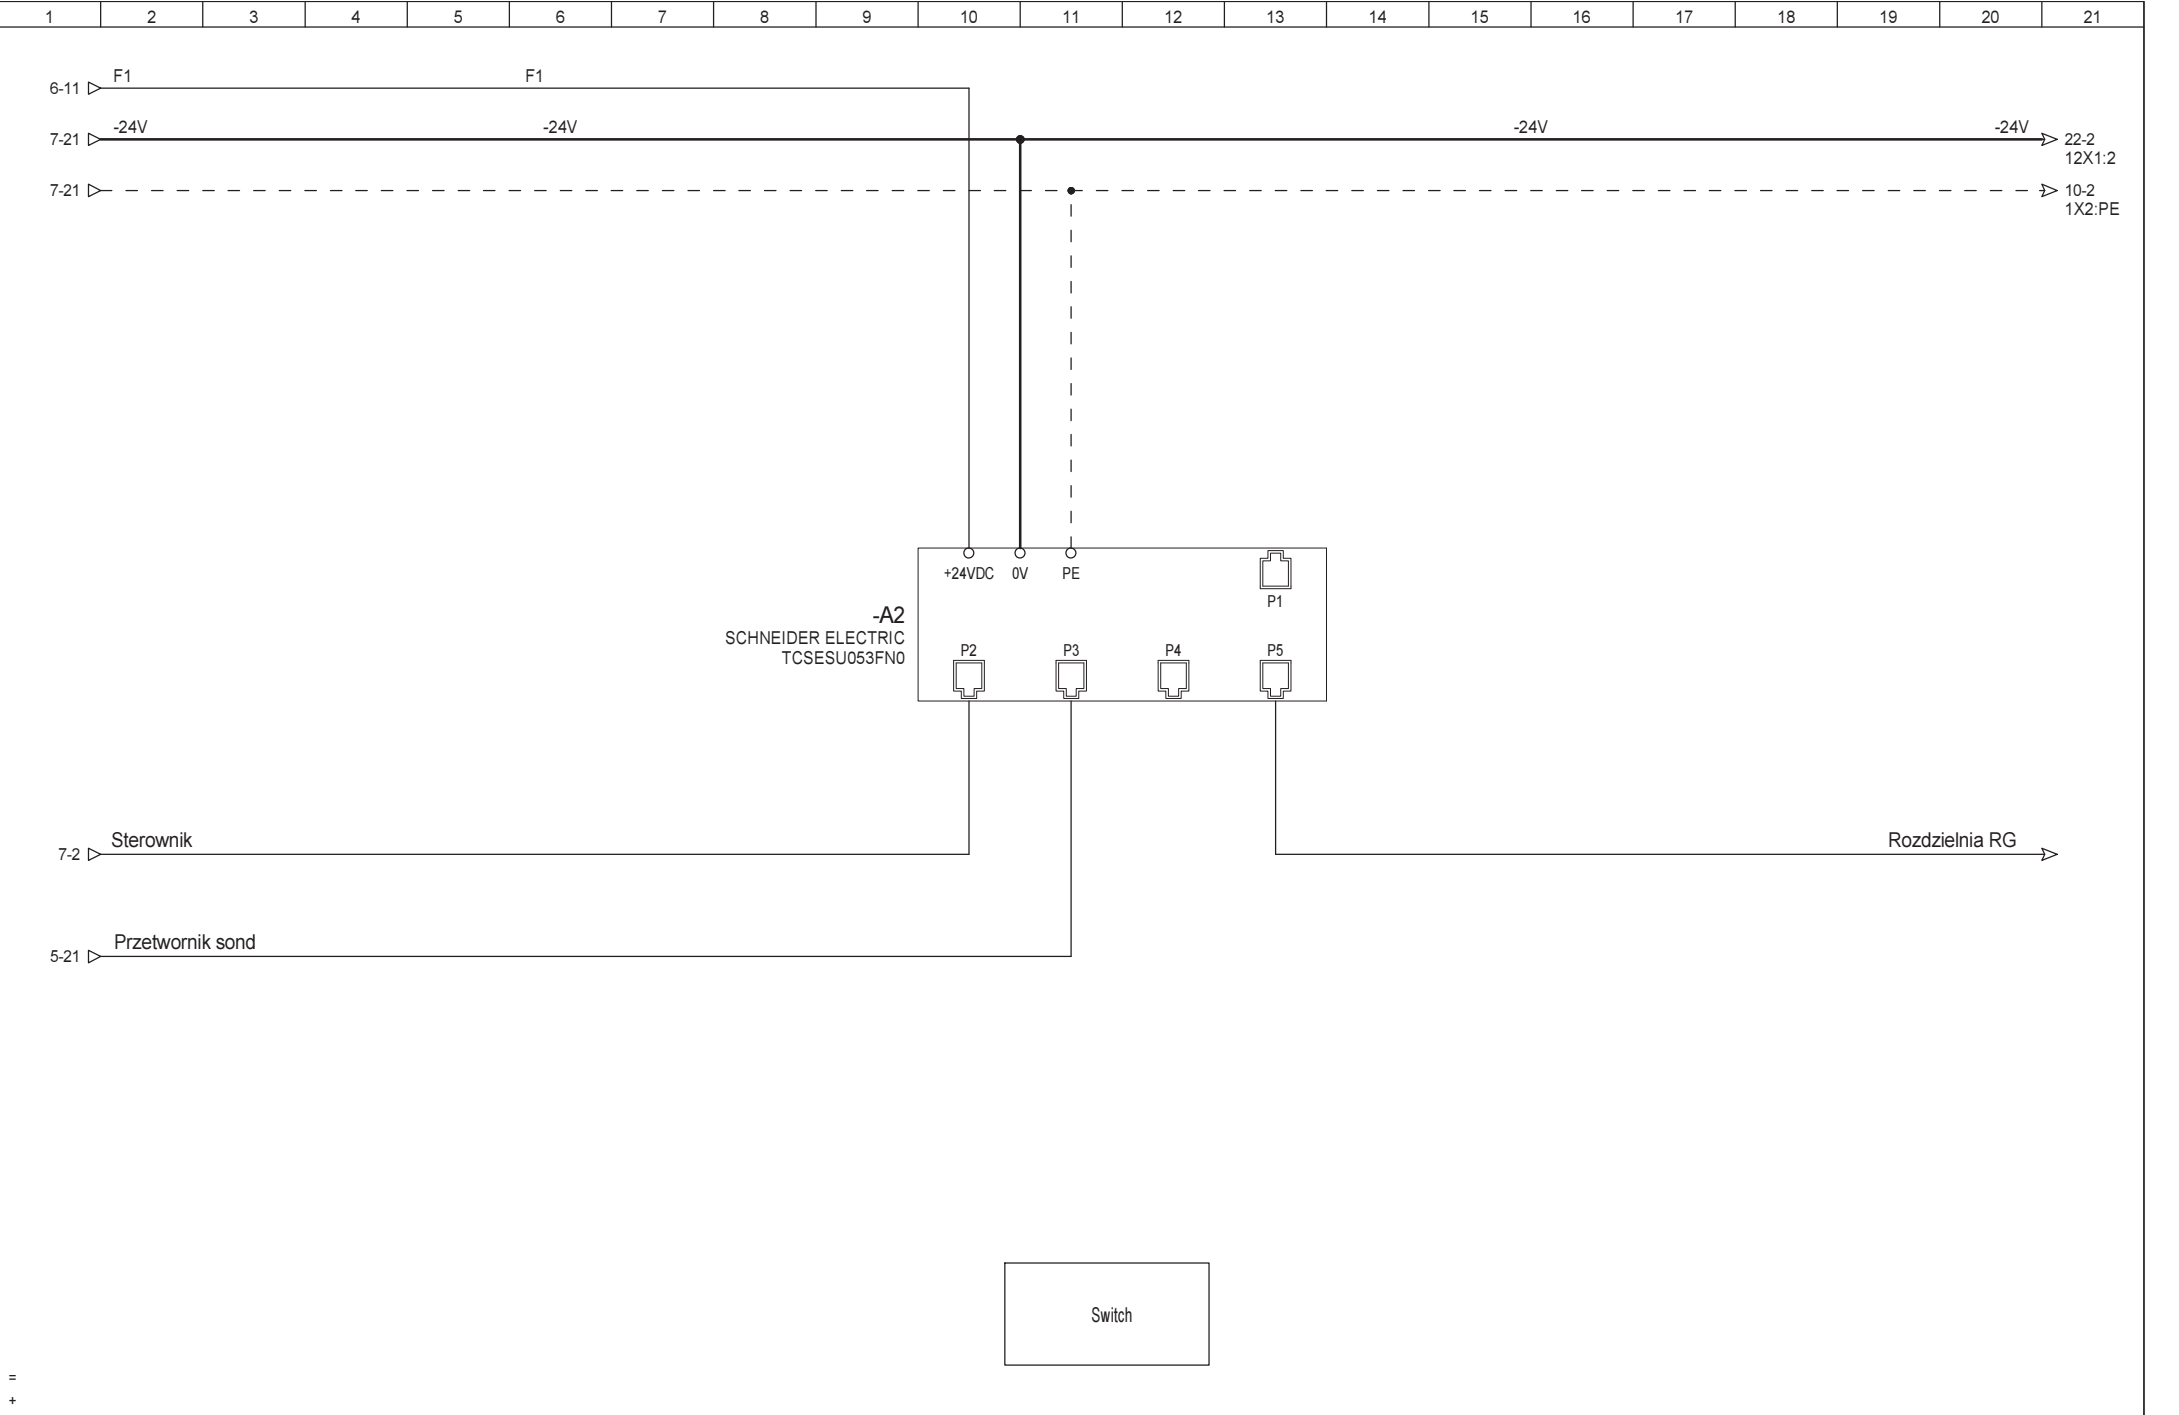 1 2 3 4 5 6 7 8 9 10 11 12 13 14 15 16 17 18 19 20 21
F1 F1
6-11
-24V -24V -24V -24V
7-21 22-2
12X1:2
7-21 10-2
1X2:PE
+24VDC 0V PE
P1
-A2
SCHNEIDER ELECTRIC
TCSESU053FN0
P2 P3 P4 P5
Sterownik Rozdzielnia RG
7-2
Przetwornik sond
5-21
Switch
=
+